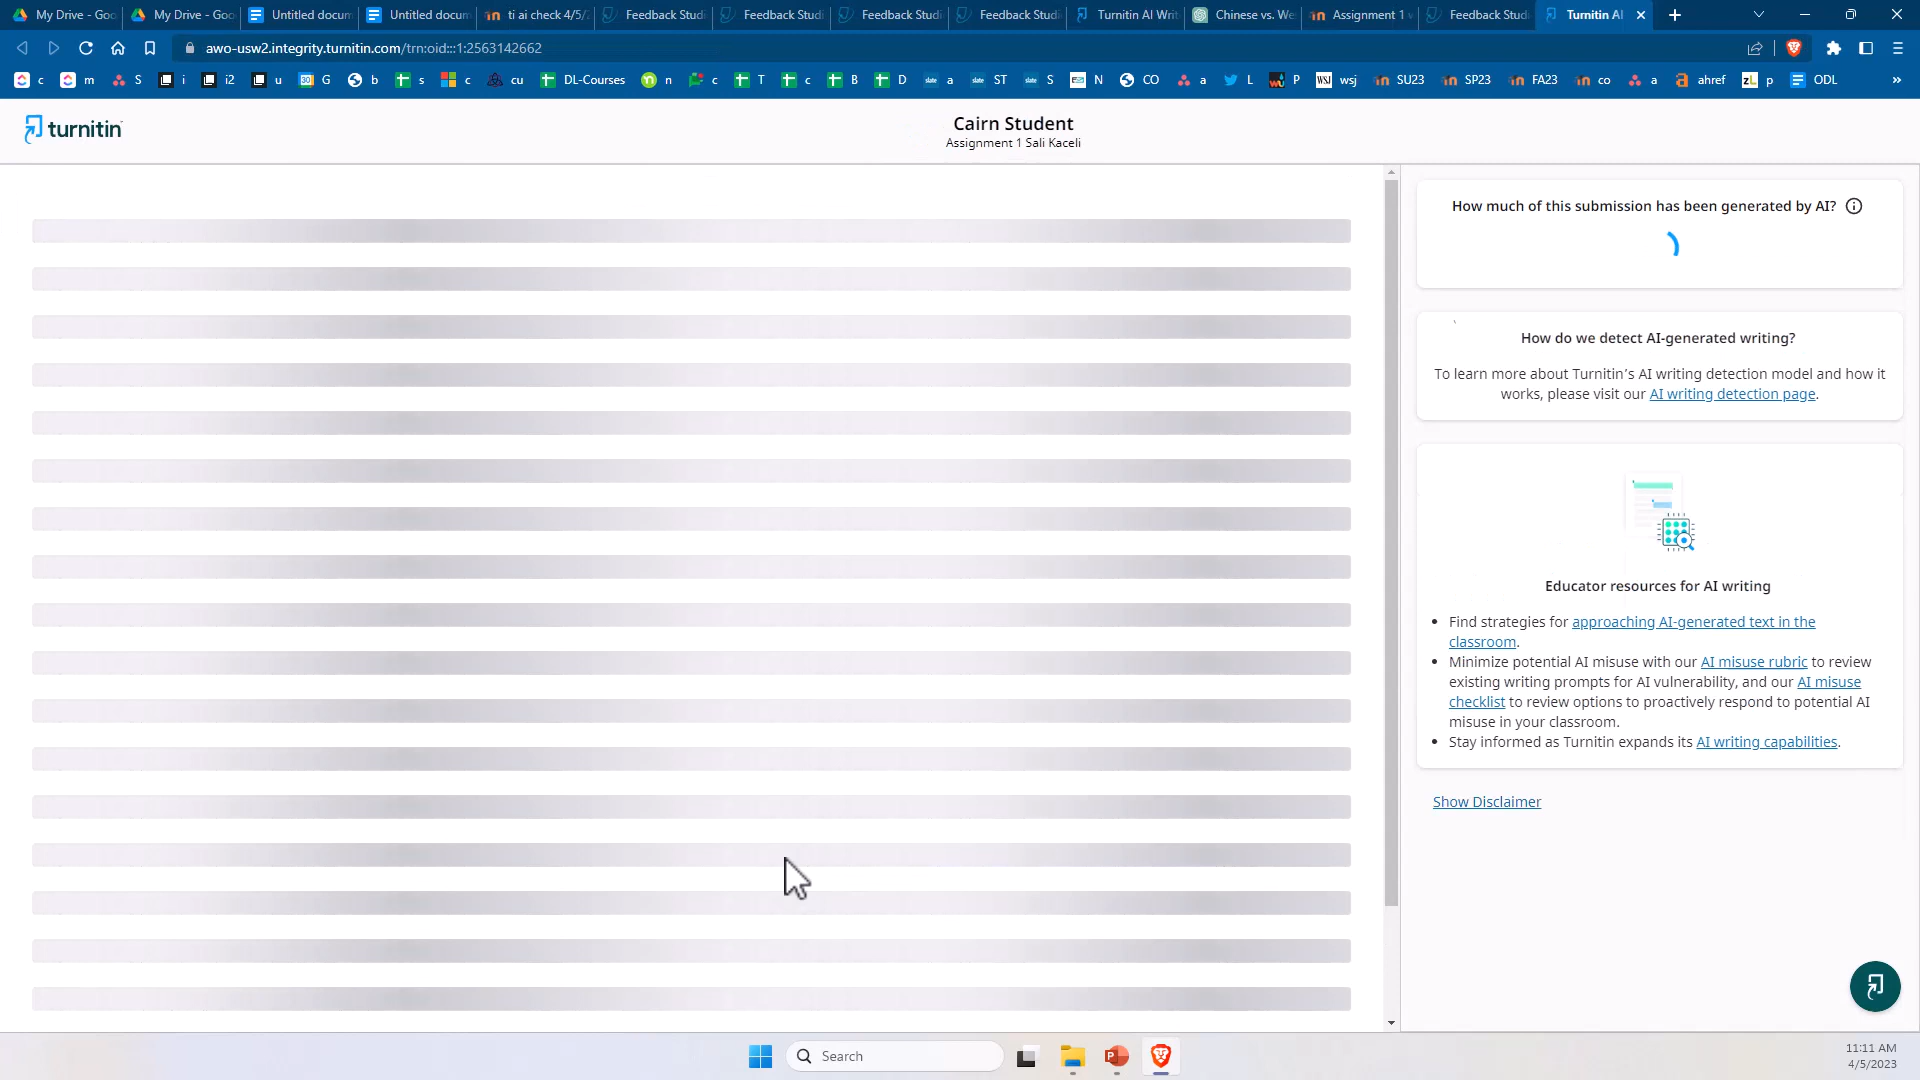 My Drive - Goo
My Drive - Goo
Untitled docum
Untitled docum
ti ai check 4/5/2
Feedback Studi
Feedback Studi
Feedback Studi
Feedback Studi
Turnitin AI Writ
Chinese vs. We
Assignment 1 w
Feedback Studi
Turnitin AI
awo-usw2.integrity.turnitin.com/trn:oid:::1:2563142662
c
m
S
i
i2
u
G
b
s
c
cu
DL-Courses
n
c
T
c
B
D
a
ST
S
N
CO
a
L
P
wsj
SU23
SP23
FA23
co
a
ahref
p
ODL
turnitin
Cairn Student
Assignment 1 Sali Kaceli
How much of this submission has been generated by AI?
How do we detect AI-generated writing?
To learn more about Turnitin's AI writing detection model and how it
works, please visit our AI writing detection page.
Educator resources for AI writing
Find strategies for approaching AI-generated text in the
classroom.
Minimize potential AI misuse with our AI misuse rubric to review
existing writing prompts for AI vulnerability, and our AI misuse
checklist to review options to proactively respond to potential AI
misuse in your classroom.
Stay informed as Turnitin expands its AI writing capabilities.
Show Disclaimer
Search
11:11 AM
4/5/2023